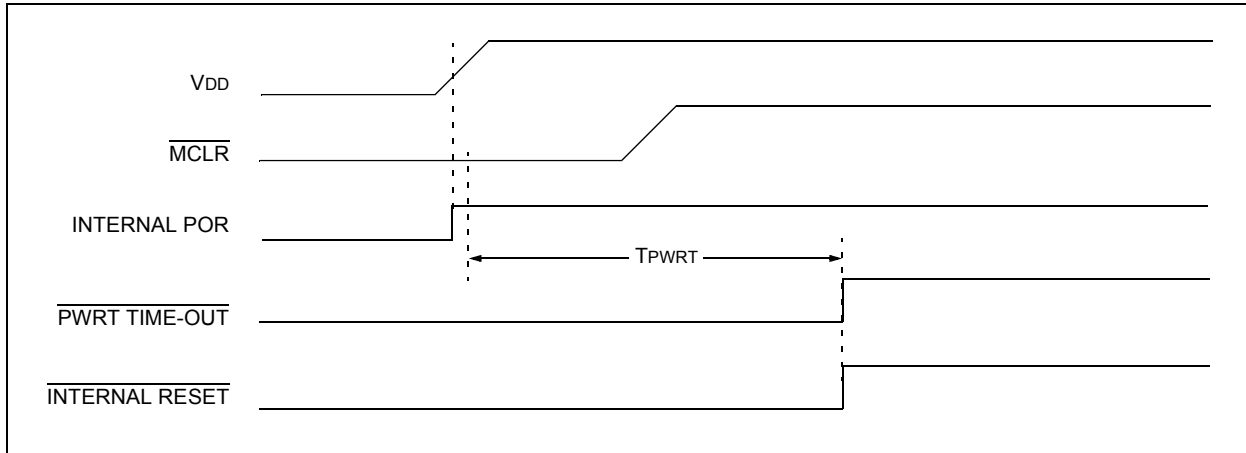 VDD
MCLR
INTERNAL POR
TPWRT
PWRT TIME-OUT
INTERNAL RESET